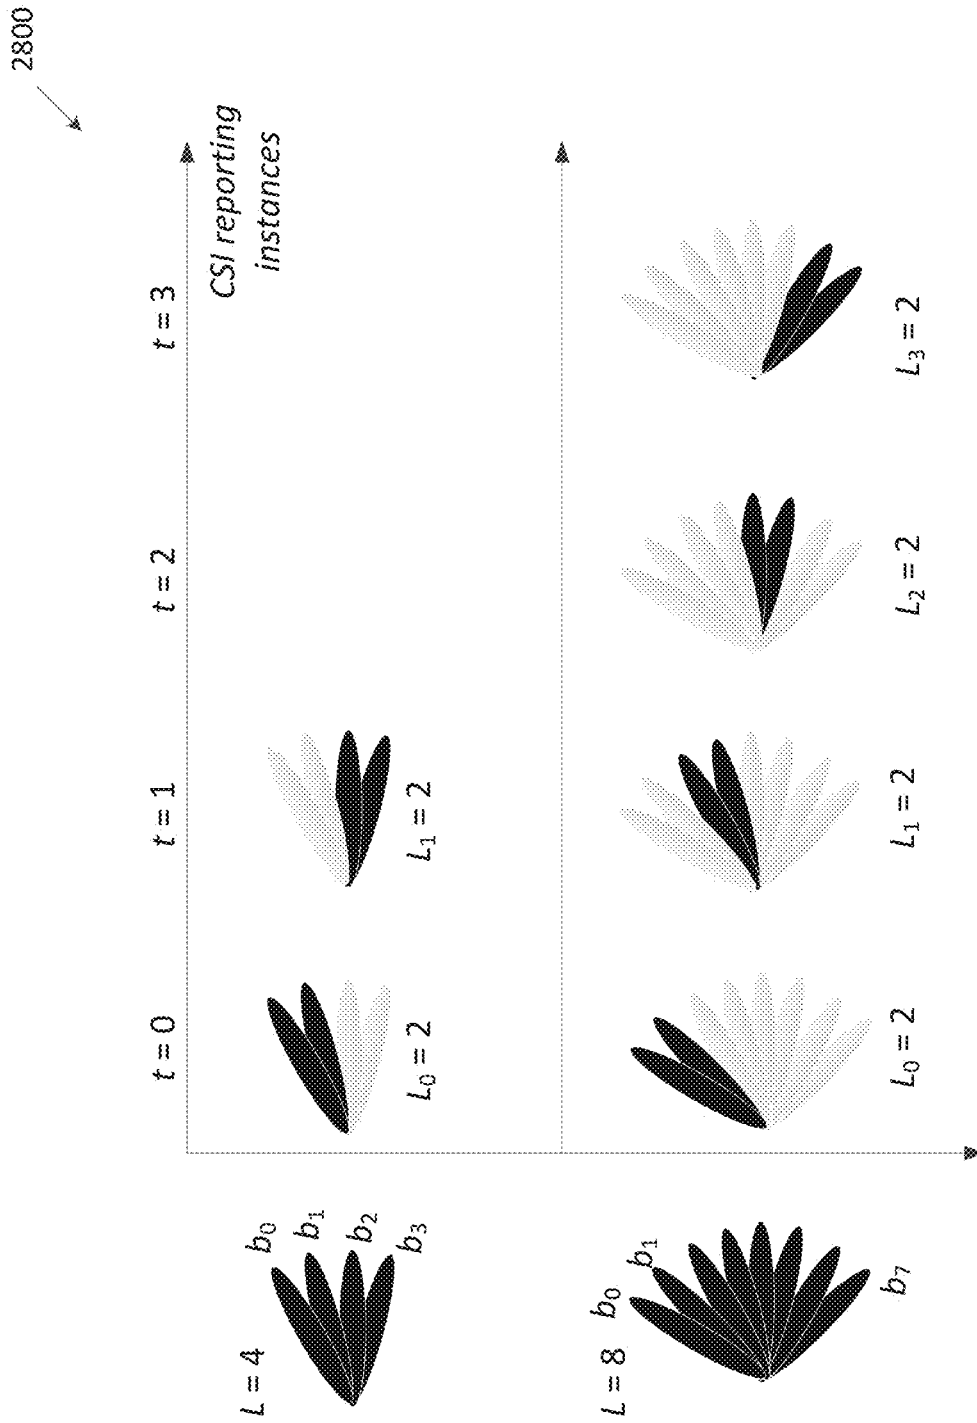 2800
t = 0
t = 1
t = 2
t = 3
CSI reporting
instances
L = 4
b₀
b₁
b₂
b₃
L₀ = 2
L₁ = 2
L = 8
b₀
b₁
b₇
L₀ = 2
L₁ = 2
L₂ = 2
L₃ = 2